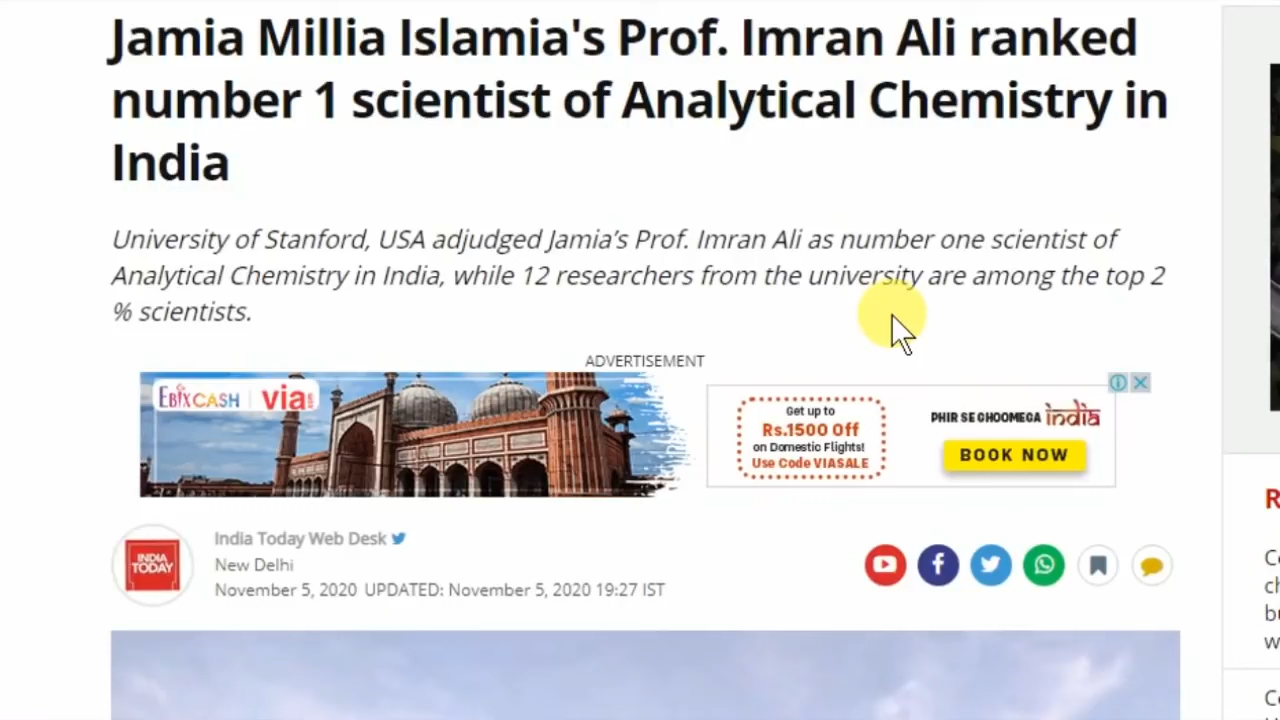 Jamia Millia Islamia's Prof. Imran Ali ranked
number 1 scientist of Analytical Chemistry in
India
University of Stanford, USA adjudged Jamia’s Prof. Imran Ali as number one scientist of
Analytical Chemistry in India, while 12 researchers from the university are among the top 2
% scientists.
ADVERTISEMENT
EBIXCASH via.com
Get up to
Rs.1500 Off
on Domestic Flights!
Use Code VIASALE
PHIR SE GHOOMEGA india
BOOK NOW
INDIA
TODAY
India Today Web Desk
New Delhi
November 5, 2020 UPDATED: November 5, 2020 19:27 IST
R